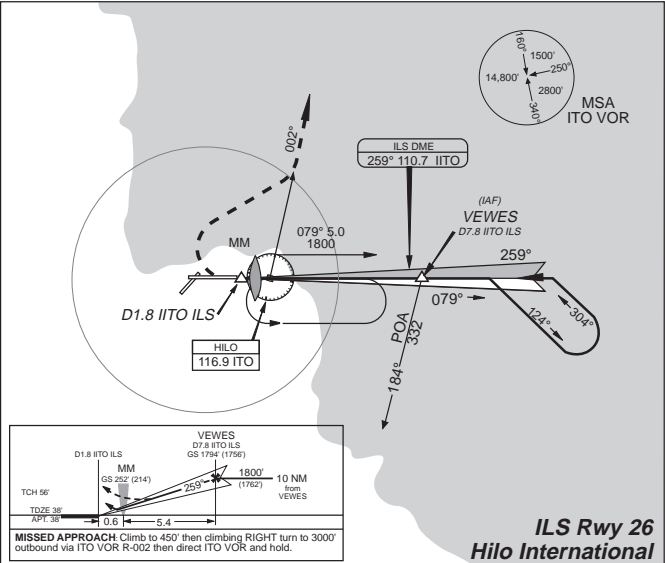 160°
1500'
250°
14,800'
2800'
340°
MSA
ITO VOR
002°
ILS DME
259° 110.7 IITO
(IAF)
VEWES
D7.8 IITO ILS
MM
079° 5.0
1800
259°
079°
D1.8 IITO ILS
POA
332
124°
304°
HILO
116.9 ITO
184°
VEWES
D7.8 IITO ILS
GS 1794' (1756')
D1.8 IITO ILS
MM
GS 252' (214')
1800'
(1762')
10 NM
from
VEWES
259°
TCH 56'
TDZE 38'
APT. 38'
0.6
5.4
MISSED APPROACH: Climb to 450' then climbing RIGHT turn to 3000'
outbound via ITO VOR R-002 then direct ITO VOR and hold.
ILS Rwy 26
Hilo International